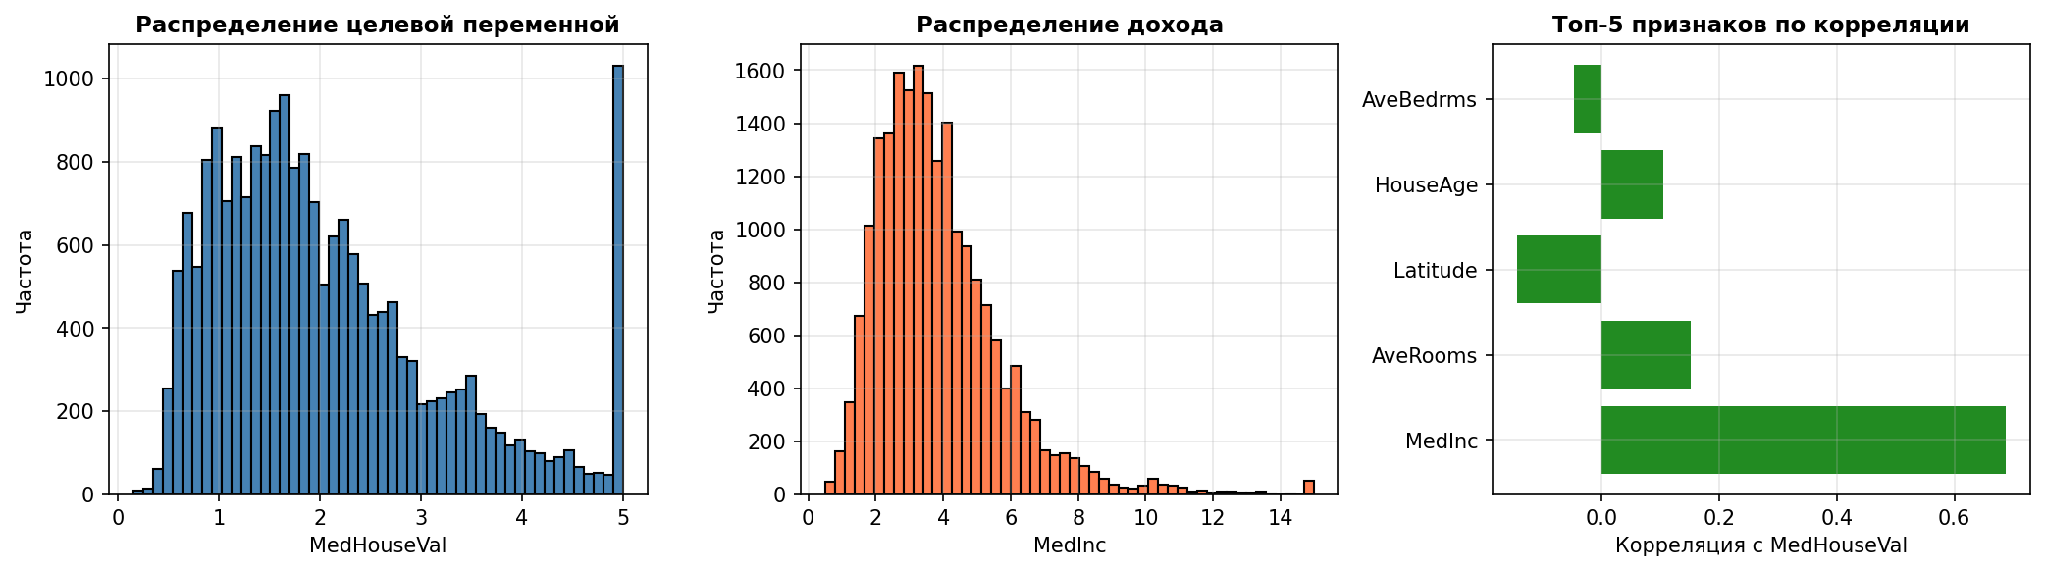 Распределение целевой переменной
Частота
1000
800
600
400
200
0
0 1 2 3 4 5
MedHouseVal
Распределение дохода
Частота
1600
1400
1200
1000
800
600
400
200
0
0 2 4 6 8 10 12 14
MedInc
Топ-5 признаков по корреляции
AveBedrms
HouseAge
Latitude
AveRooms
MedInc
0.0 0.2 0.4 0.6
Корреляция с MedHouseVal